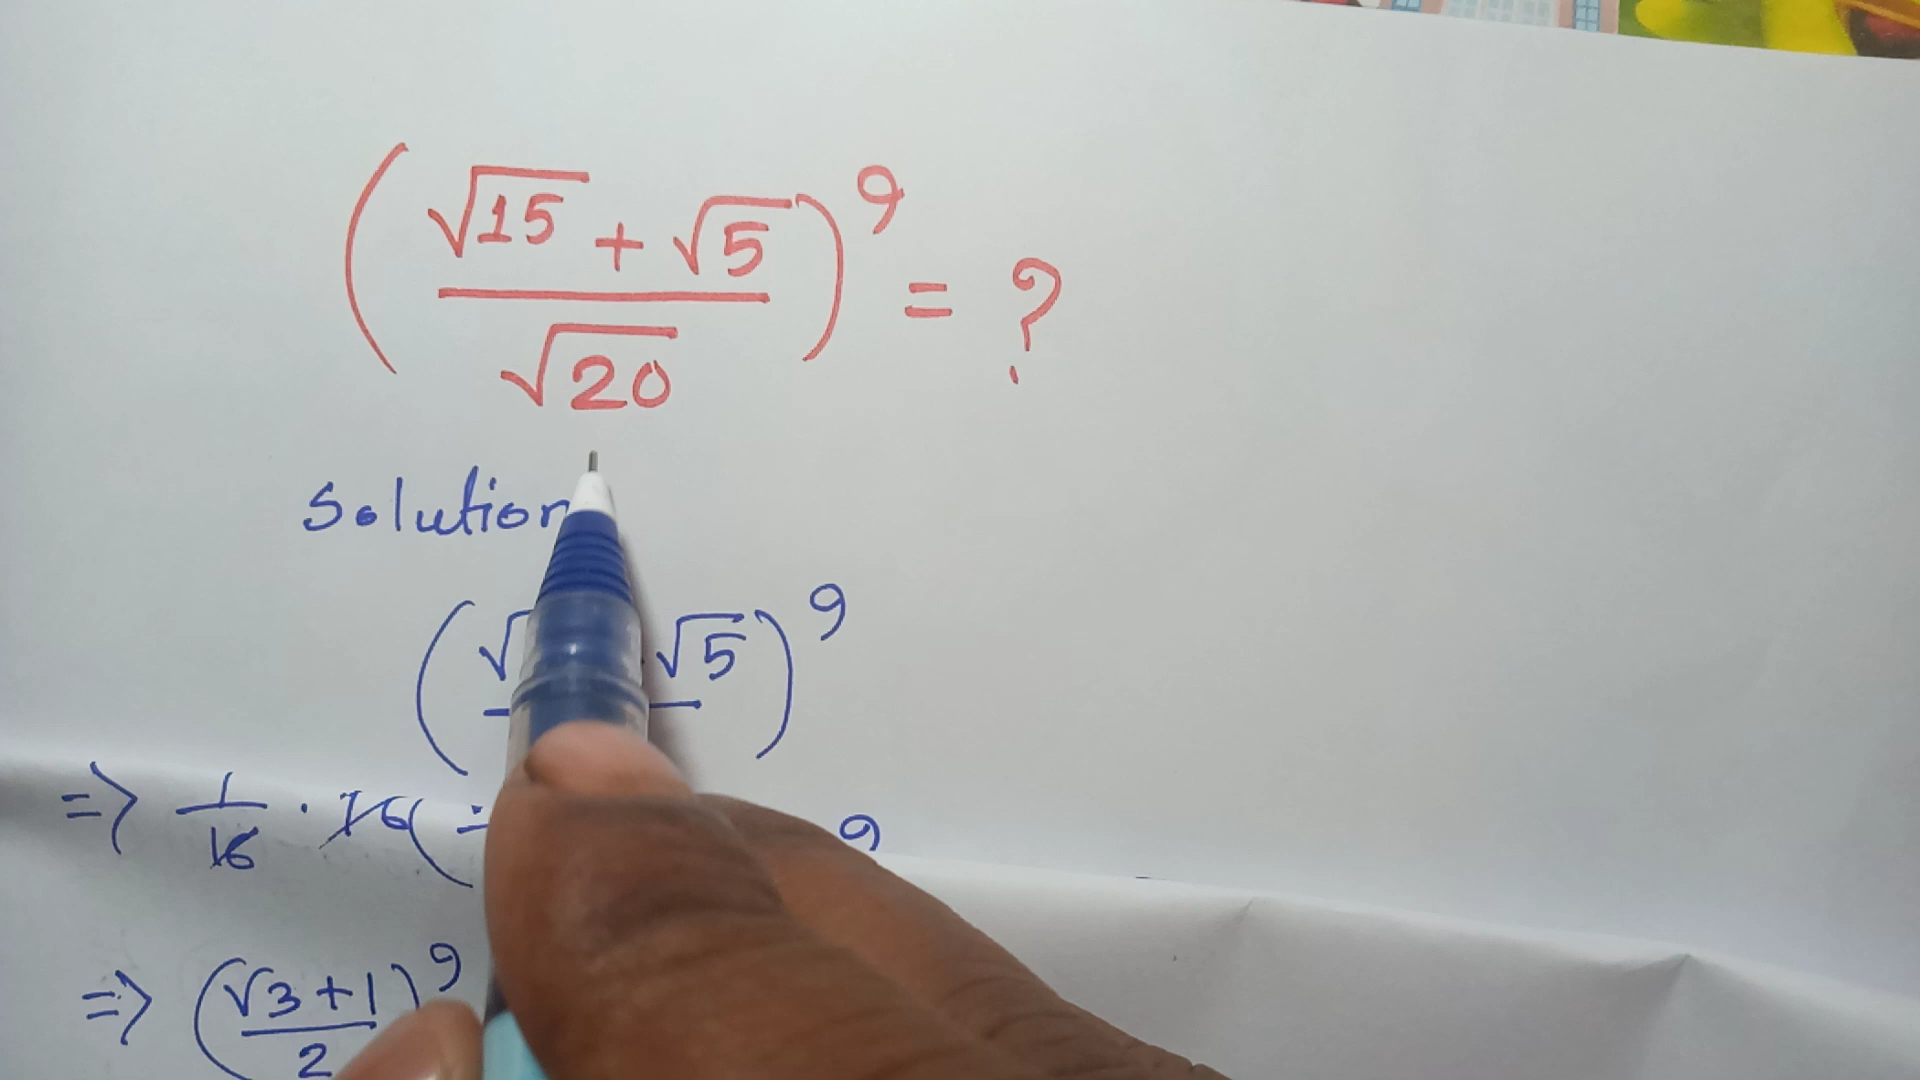 (√15 + √5 / √20)^9 = ?
Solution
(√ √5)^9
=> 1/16 . 16( 9
=> (√3+1 / 2)^9